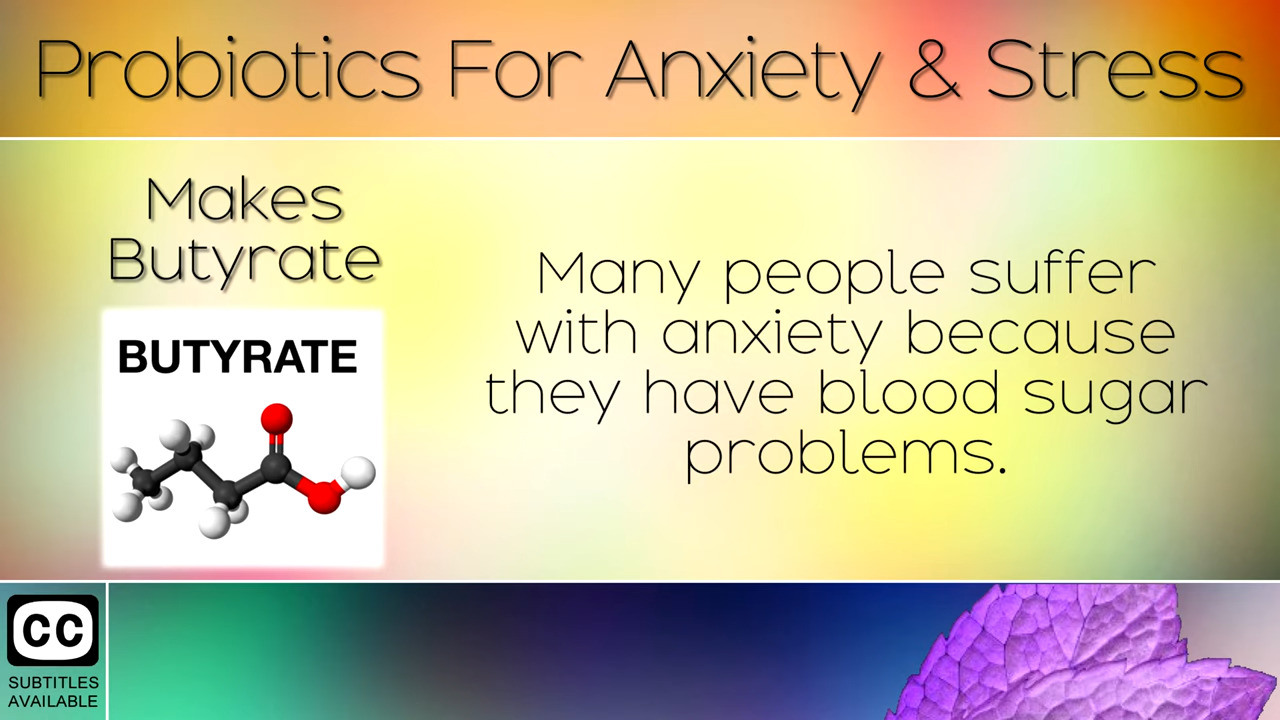 Probiotics For Anxiety & Stress
Makes
Butyrate
BUTYRATE
Many people suffer
with anxiety because
they have blood sugar
problems.
CC
SUBTITLES
AVAILABLE